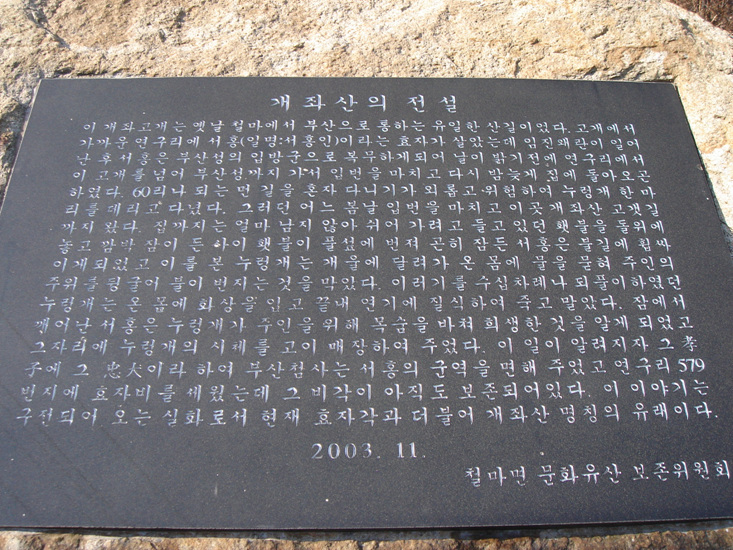 개좌산의 전설
이 개좌고개는 옛날 철마에서 부산으로 통하는 유일한 산길이었다. 고개에서
가까운 연구리에 서홍(일명:서홍인)이라는 효자가 살았는데 임진왜란이 일어
난 후 서홍은 부산성의 입방군으로 복무하게되어 날이 밝기전에 연구리에서
이 고개를 넘어 부산성까지 가서 입번을 마치고 다시 밤늦게 집에 돌아오곤
하였다. 60리나 되는 먼 길을 혼자 다니기가 외롭고 위험하여 누렁개 한 마
리를 데리고 다녔다. 그러던 어느 봄날 입번을 마치고 이곳 개좌산 고갯길
까지 왔다. 집까지는 얼마 남지 않아 쉬어 가려고 들고 있던 횃불을 돌위에
놓고 깜박 잠이 든 사이 횃불이 풀섶에 번져 곤히 잠든 서홍은 불길에 휩싸
이게되었고 이를 본 누렁개는 개울에 달려가 온 몸에 물을 묻혀 주인의
주위를 뒹굴어 불이 번지는 것을 막았다. 이러기를 수십차례나 되풀이하였던
누렁개는 온 몸에 화상을 입고 끝내 연기에 질식하여 죽고 말았다. 잠에서
깨어난 서홍은 누렁개가 주인을 위해 목숨을 바쳐 희생한 것을 알게 되었고
그자리에 누렁개의 시체를 고이 매장하여 주었다. 이 일이 알려지자 그 孝
子에 그 忠犬이라 하여 부산첨사는 서홍의 군역을 면해 주었고 연구리 579
번지에 효자비를 세웠는데 그 비각이 아직도 보존되어있다. 이 이야기는
구전되어 오는 실화로서 현재 효자각과 더불어 개좌산 명칭의 유래이다.
2003. 11.
철마면 문화유산 보존위원회